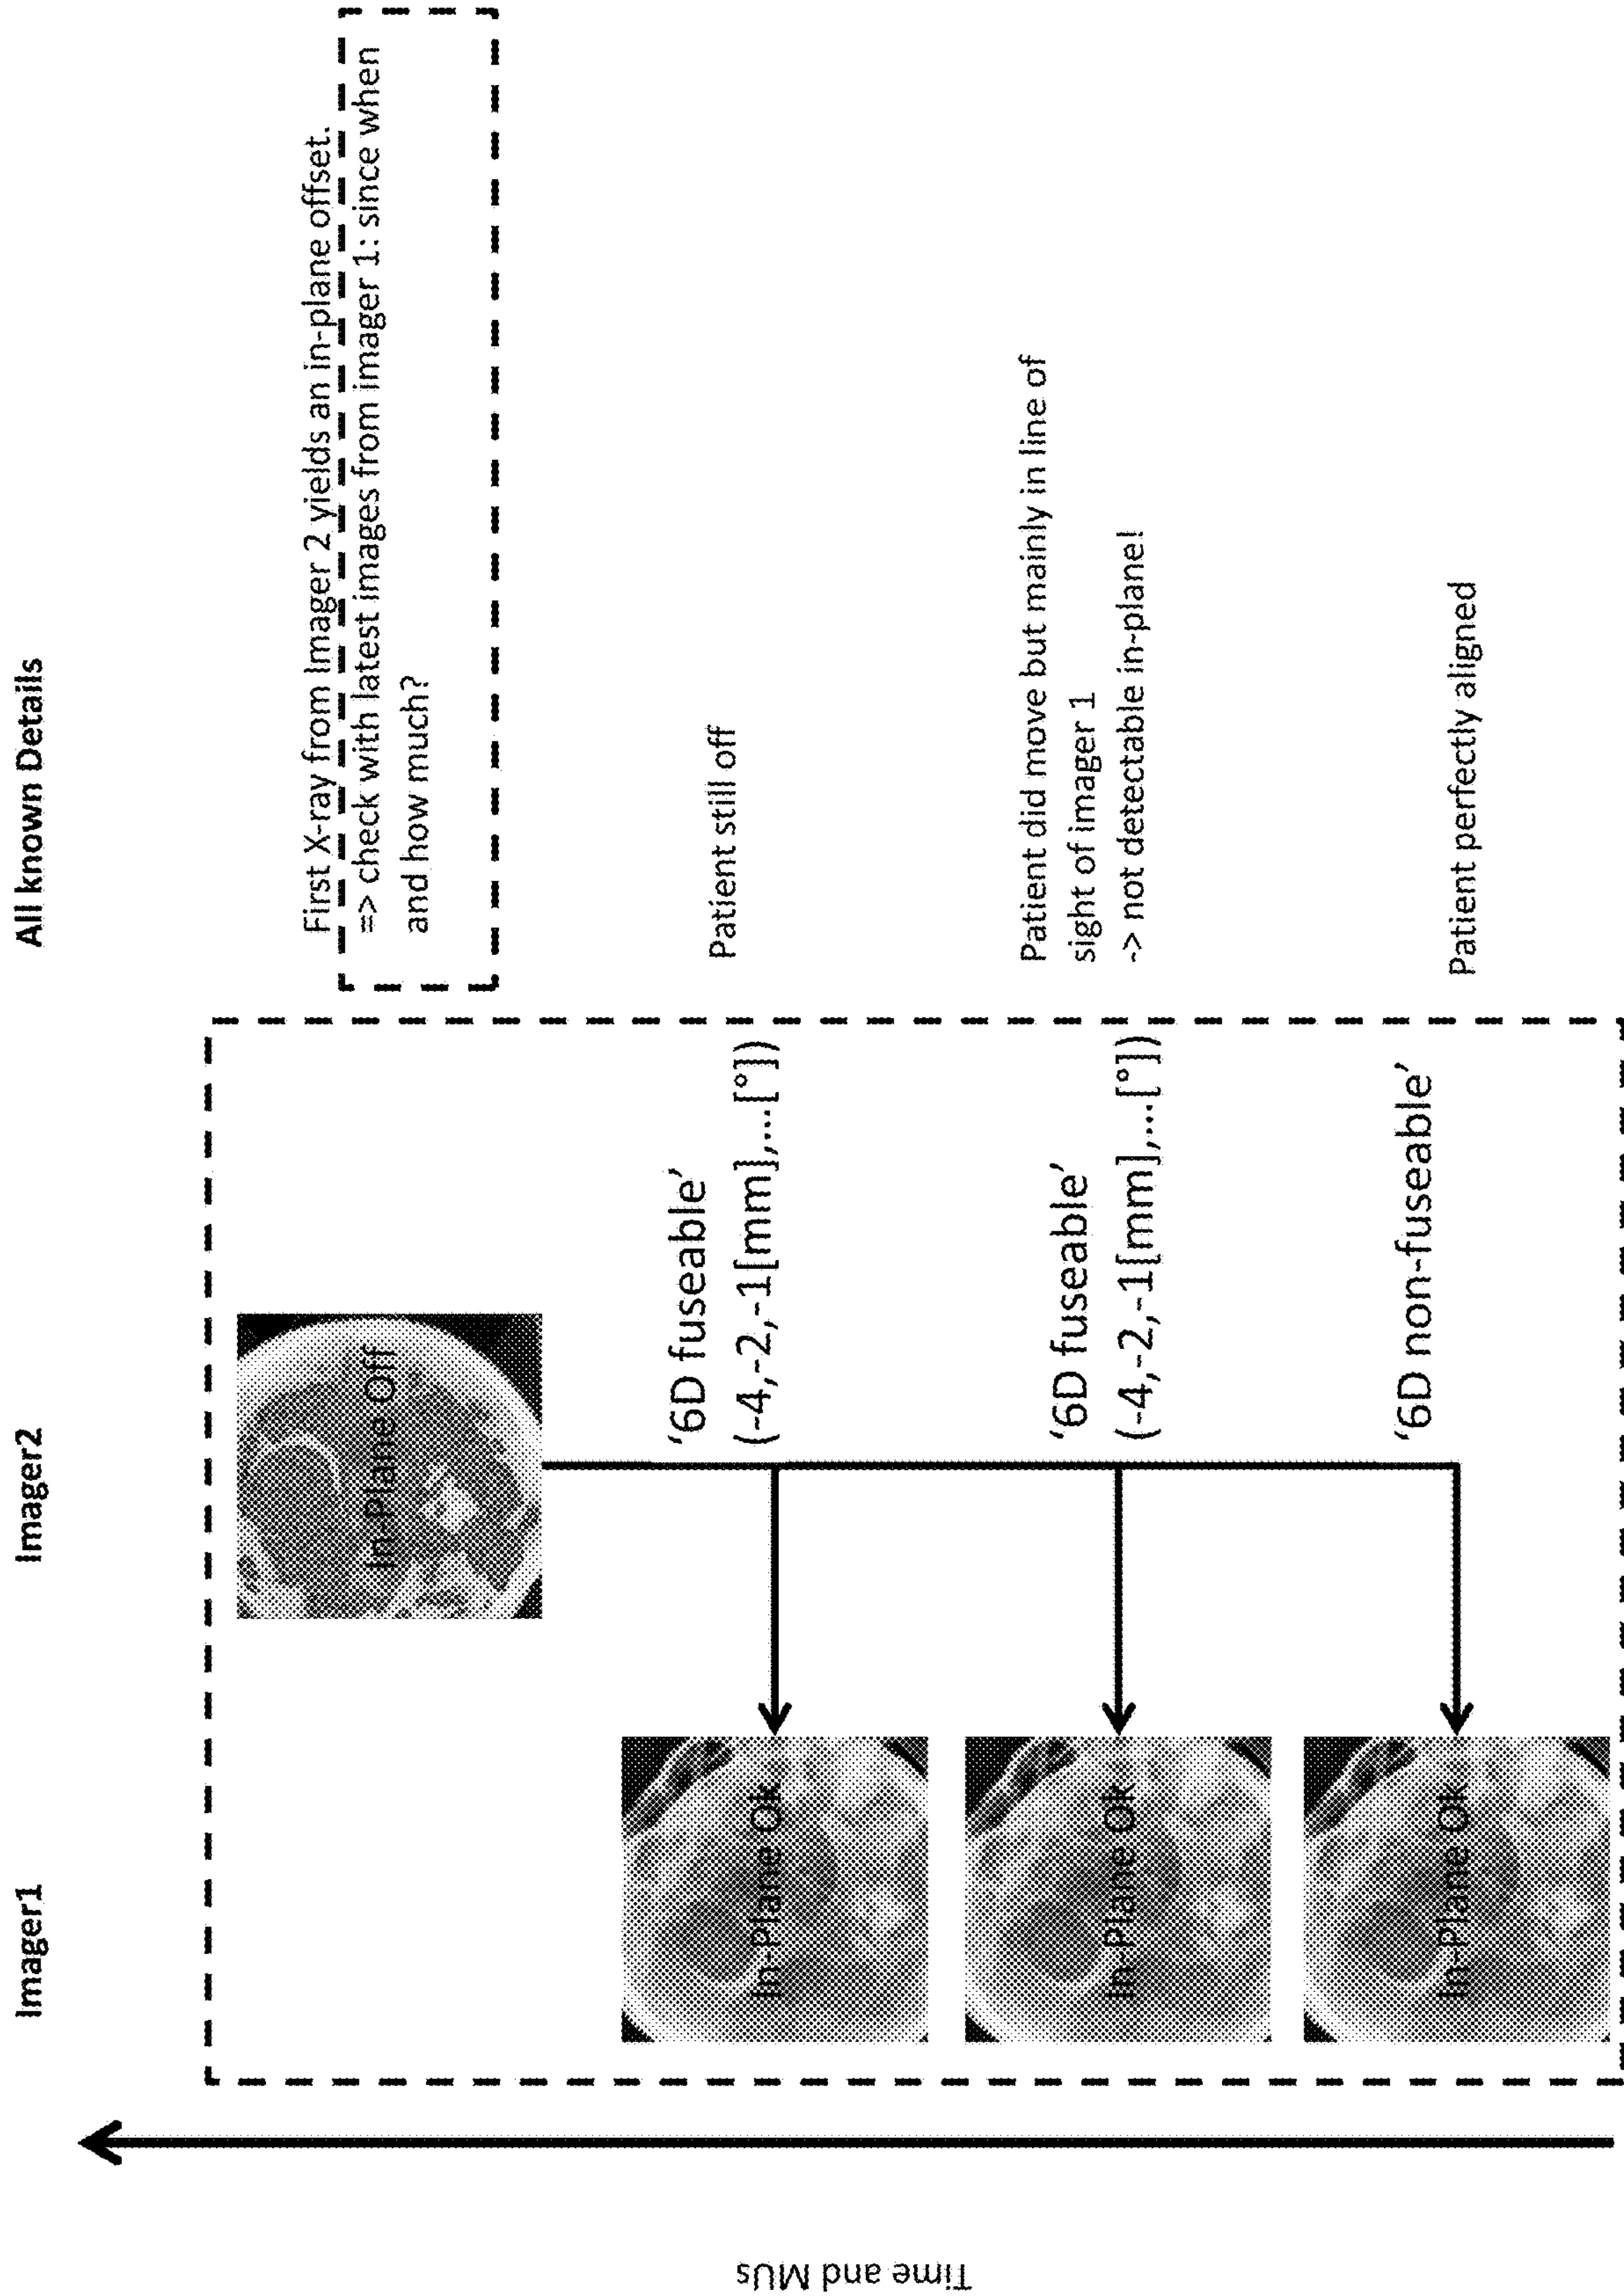 Imager1
Imager2
All known Details
In-Plane Off
First X-ray from Imager 2 yields an in-plane offset.
=> check with latest images from imager 1: since when
and how much?
In-Plane Ok
‘6D fuseable’
(-4,-2,-1[mm],...[°])
Patient still off
In-Plane Ok
‘6D fuseable’
(-4,-2,-1[mm],...[°])
Patient did move but mainly in line of
sight of imager 1
-> not detectable in-plane!
In-Plane Ok
‘6D non-fuseable’
Patient perfectly aligned
Time and MUs